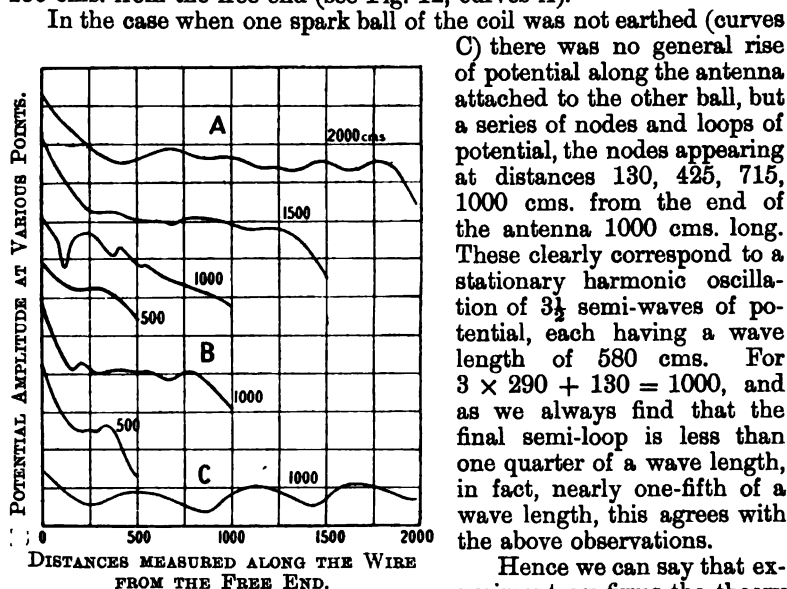 In the case when one spark ball of the coil was not earthed (curves
C) there was no general rise
of potential along the antenna
attached to the other ball, but
a series of nodes and loops of
potential, the nodes appearing
at distances 130, 425, 715,
1000 cms. from the end of
the antenna 1000 cms. long.
These clearly correspond to a
stationary harmonic oscilla-
tion of 3½ semi-waves of po-
tential, each having a wave
length of 580 cms. For
3 × 290 + 130 = 1000, and
as we always find that the
final semi-loop is less than
one quarter of a wave length,
in fact, nearly one-fifth of a
wave length, this agrees with
the above observations.
Hence we can say that ex-
POTENTIAL AMPLITUDE AT VARIOUS POINTS.
A
2000 cms
1500
1000
500
B
1000
500
C
1000
0 500 1000 1500 2000
DISTANCES MEASURED ALONG THE WIRE
FROM THE FREE END.